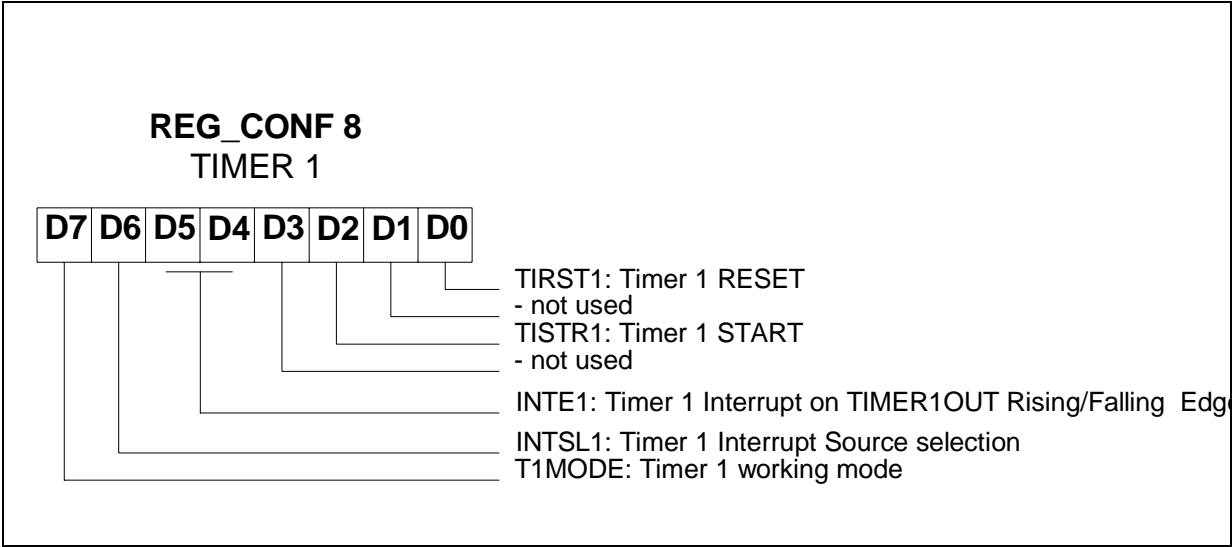 REG_CONF 8
TIMER 1
D7 D6 D5 D4 D3 D2 D1 D0
TIRST1: Timer 1 RESET
- not used
TISTR1: Timer 1 START
- not used
INTE1: Timer 1 Interrupt on TIMER1OUT Rising/Falling Edge
INTSL1: Timer 1 Interrupt Source selection
T1MODE: Timer 1 working mode